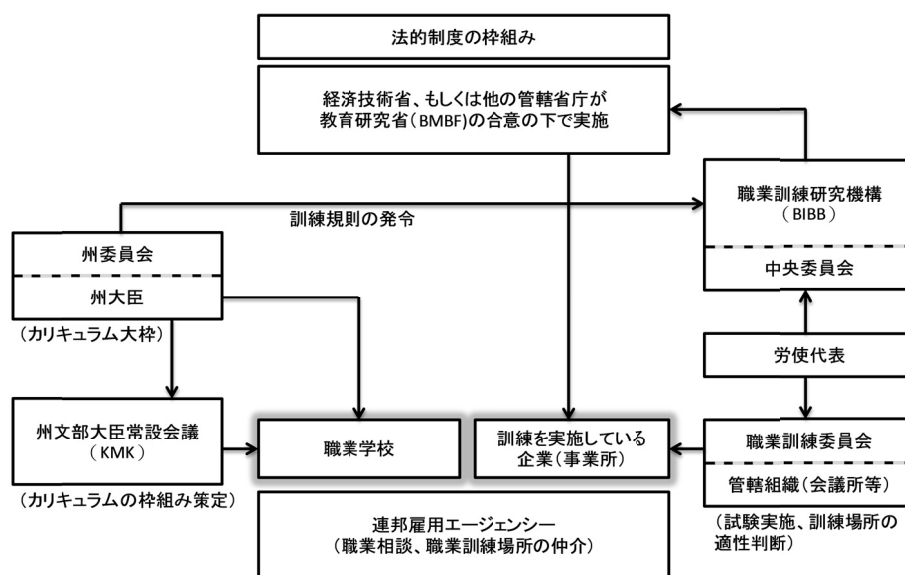 法的制度の枠組み
経済技術省、もしくは他の管轄省庁が
教育研究省(BMBF)の合意の下で実施
職業訓練研究機構
(BIBB)
中央委員会
訓練規則の発令
州委員会
州大臣
(カリキュラム大枠)
労使代表
州文部大臣常設会議
(KMK)
(カリキュラムの枠組み策定)
職業学校
訓練を実施している
企業(事業所)
職業訓練委員会
管轄組織(会議所等)
(試験実施、訓練場所の
適性判断)
連邦雇用エージェンシー
(職業相談、職業訓練場所の仲介)